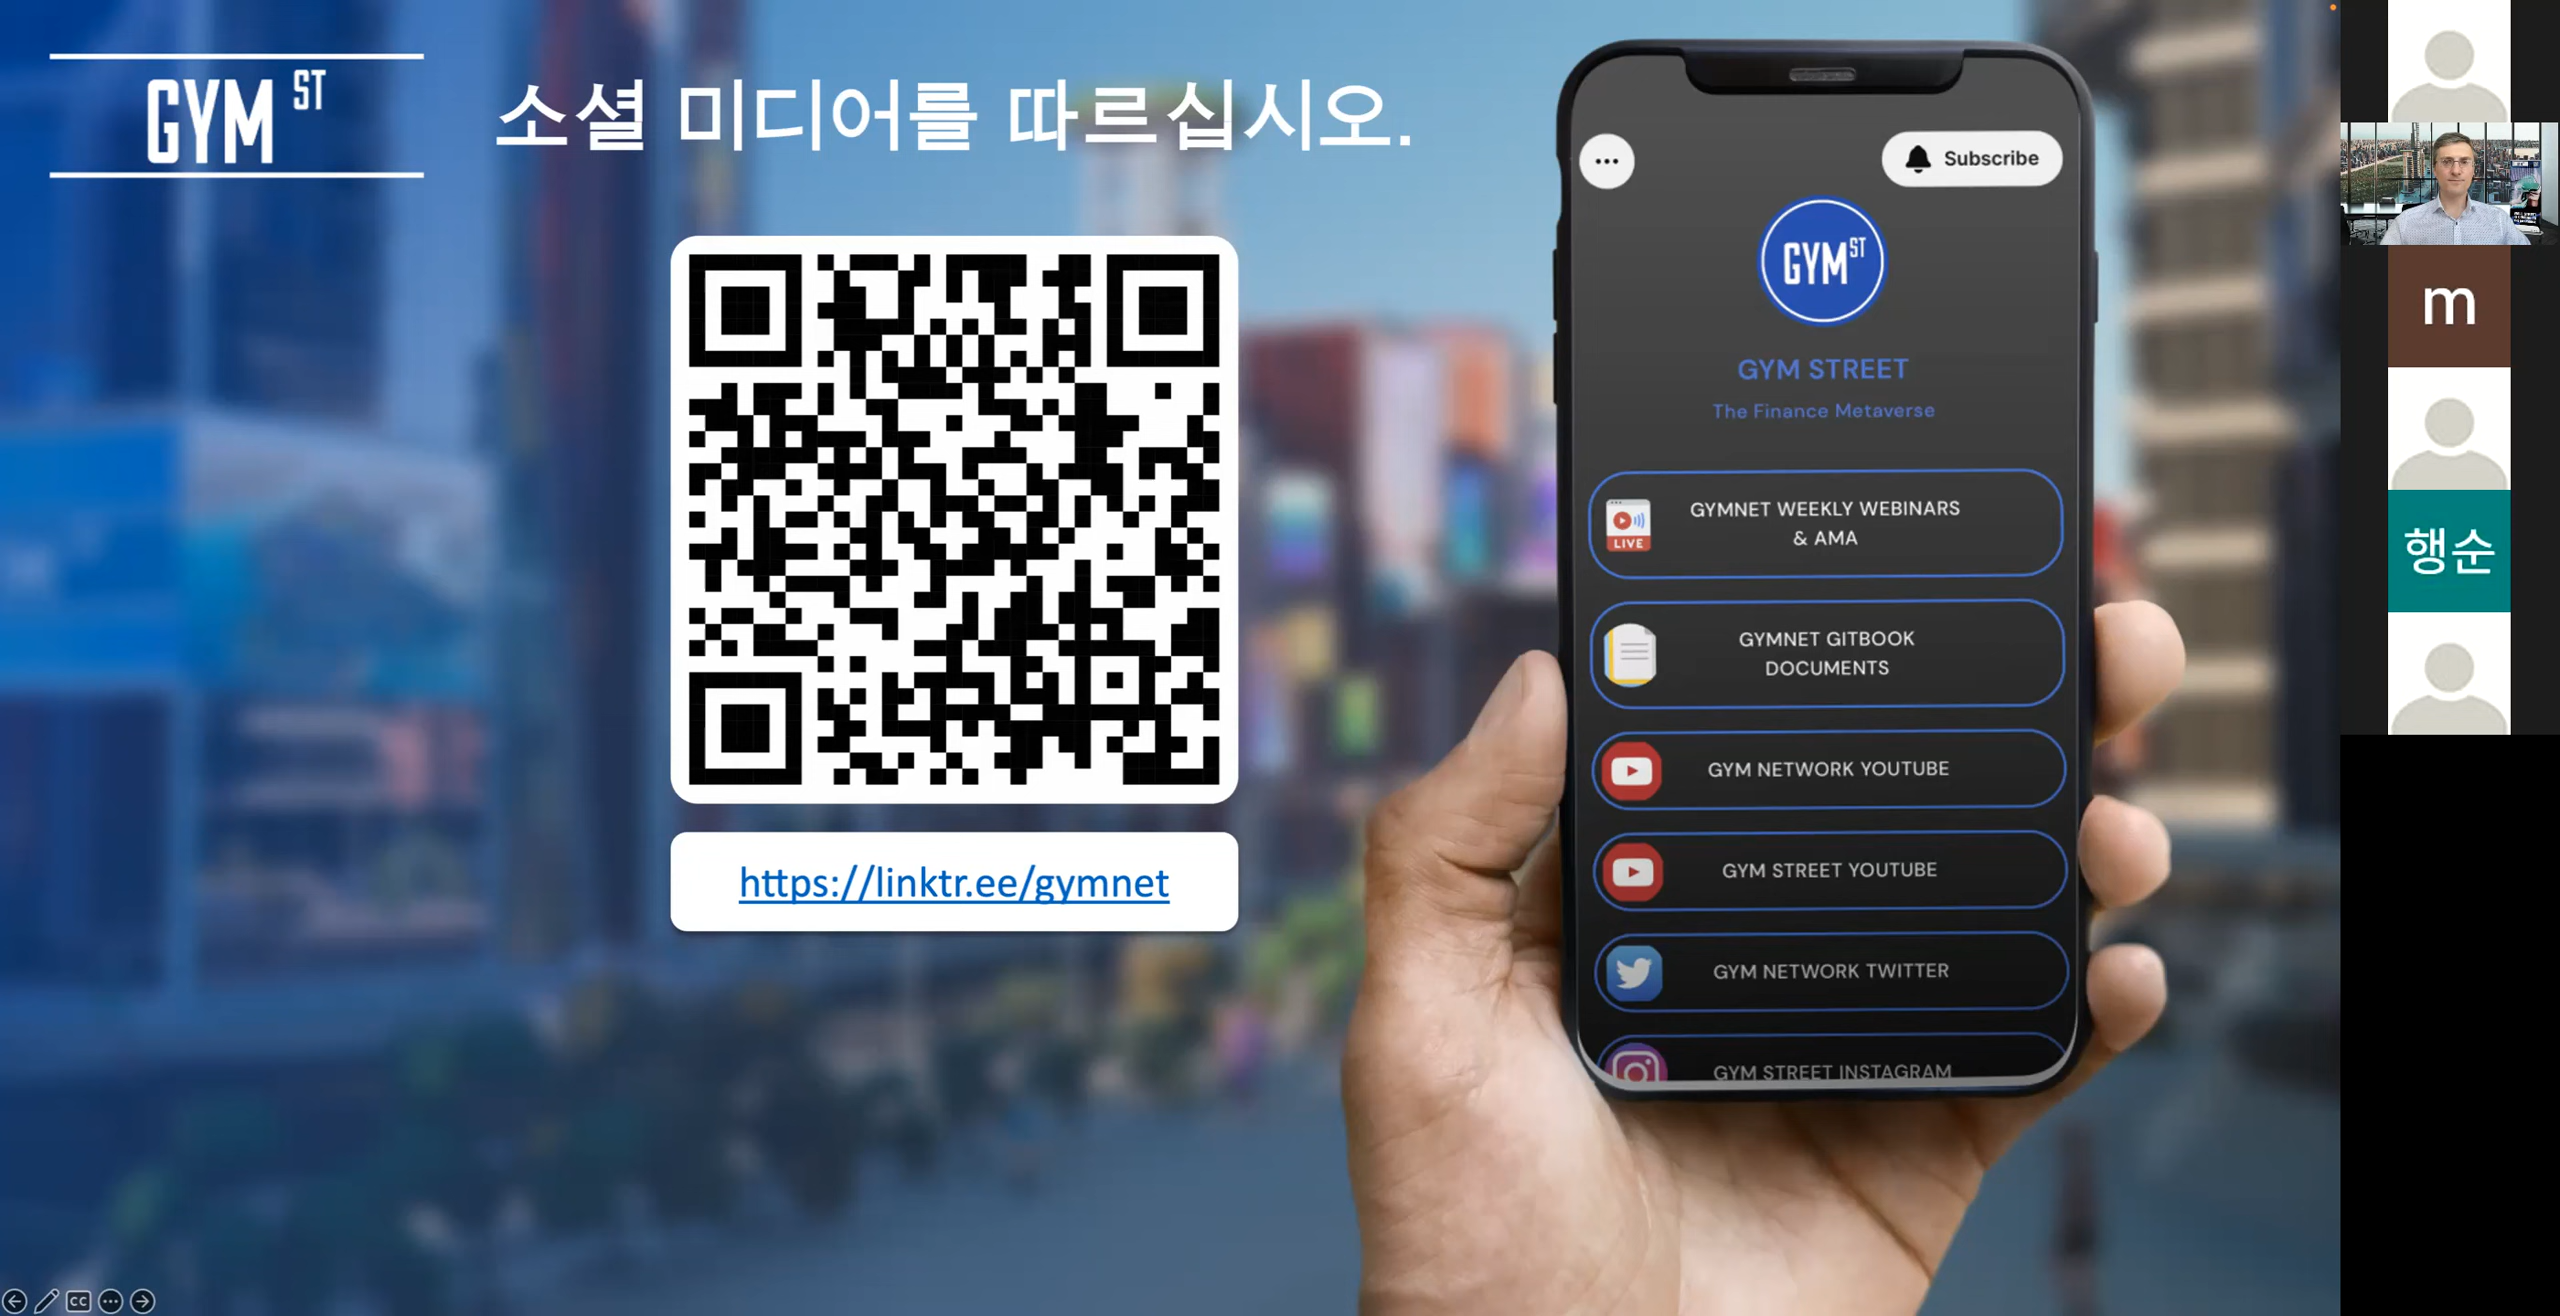 GYM ST
소셜 미디어를 따르십시오.
https://linktr.ee/gymnet
Subscribe
GYM ST
GYM STREET
The Finance Metaverse
LIVE
GYMNET WEEKLY WEBINARS
& AMA
GYMNET GITBOOK
DOCUMENTS
GYM NETWORK YOUTUBE
GYM STREET YOUTUBE
GYM NETWORK TWITTER
GYM STREET INSTAGRAM
m
행순
CC